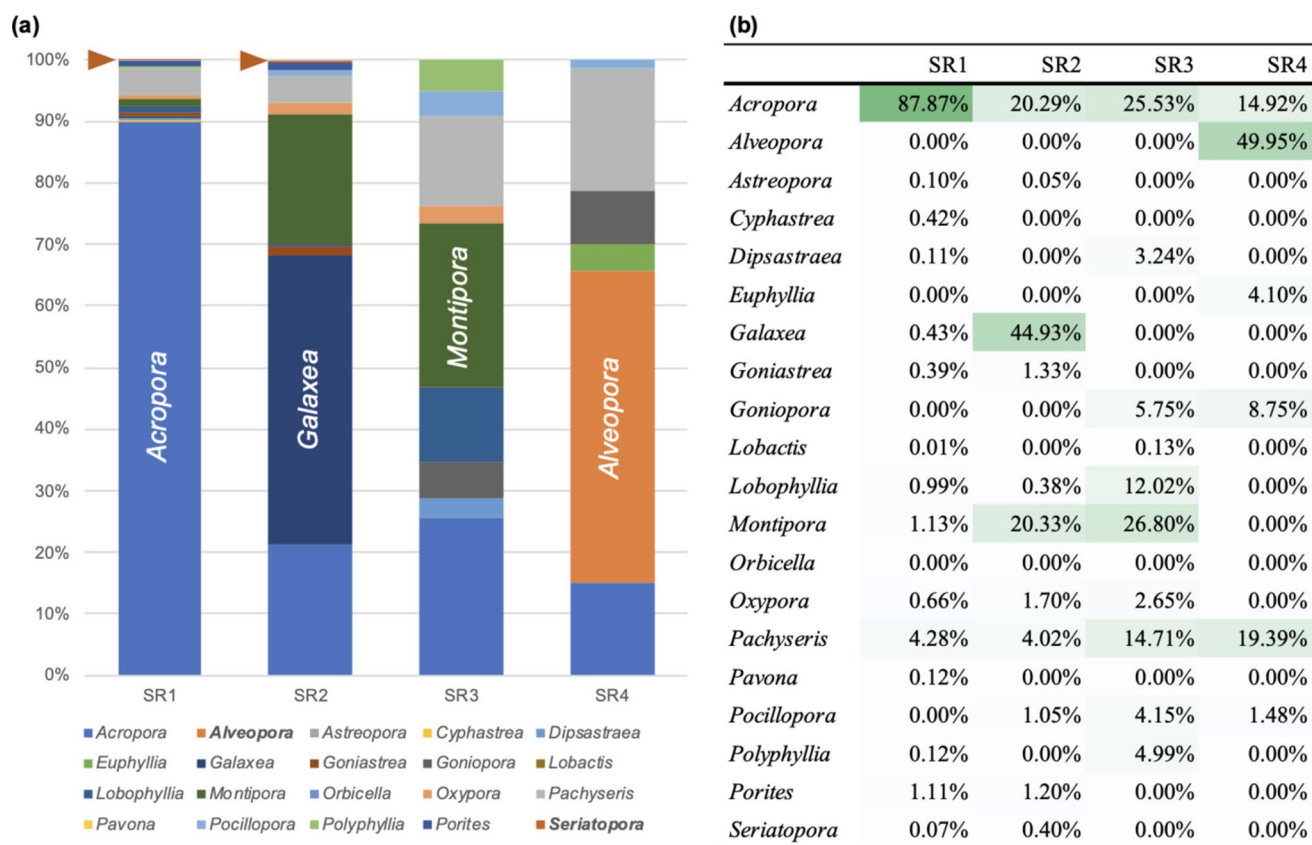 (a)
100%
90%
80%
70%
60%
50%
40%
30%
20%
10%
0%
Acropora
Galaxea
Montipora
Alveopora
SR1 SR2 SR3 SR4
Acropora Alveopora Astreopora Cyphastrea Dipsastraea
Euphyllia Galaxea Goniastrea Goniopora Lobactis
Lobophyllia Montipora Orbicella Oxypora Pachyseris
Pavona Pocillopora Polyphyllia Porites Seriatopora
(b)
SR1 SR2 SR3 SR4
Acropora 87.87% 20.29% 25.53% 14.92%
Alveopora 0.00% 0.00% 0.00% 49.95%
Astreopora 0.10% 0.05% 0.00% 0.00%
Cyphastrea 0.42% 0.00% 0.00% 0.00%
Dipsastraea 0.11% 0.00% 3.24% 0.00%
Euphyllia 0.00% 0.00% 0.00% 4.10%
Galaxea 0.43% 44.93% 0.00% 0.00%
Goniastrea 0.39% 1.33% 0.00% 0.00%
Goniopora 0.00% 0.00% 5.75% 8.75%
Lobactis 0.01% 0.00% 0.13% 0.00%
Lobophyllia 0.99% 0.38% 12.02% 0.00%
Montipora 1.13% 20.33% 26.80% 0.00%
Orbicella 0.00% 0.00% 0.00% 0.00%
Oxypora 0.66% 1.70% 2.65% 0.00%
Pachyseris 4.28% 4.02% 14.71% 19.39%
Pavona 0.12% 0.00% 0.00% 0.00%
Pocillopora 0.00% 1.05% 4.15% 1.48%
Polyphyllia 0.12% 0.00% 4.99% 0.00%
Porites 1.11% 1.20% 0.00% 0.00%
Seriatopora 0.07% 0.40% 0.00% 0.00%